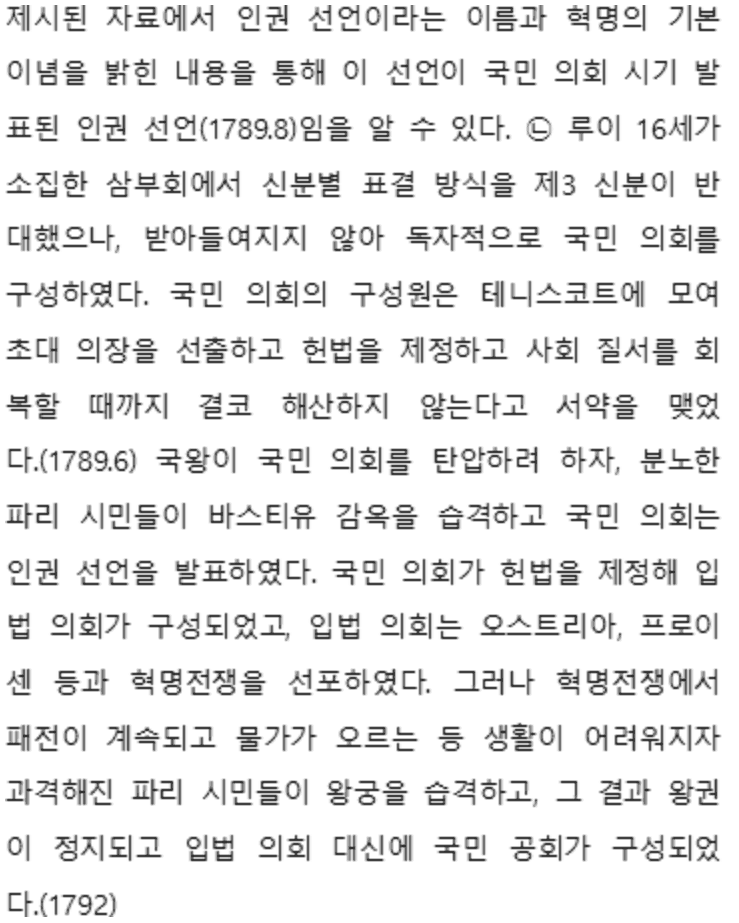 제시된 자료에서 인권 선언이라는 이름과 혁명의 기본
이념을 밝힌 내용을 통해 이 선언이 국민 의회 시기 발
표된 인권 선언(1789.8)임을 알 수 있다. ㉡ 루이 16세가
소집한 삼부회에서 신분별 표결 방식을 제3 신분이 반
대했으나, 받아들여지지 않아 독자적으로 국민 의회를
구성하였다. 국민 의회의 구성원은 테니스코트에 모여
초대 의장을 선출하고 헌법을 제정하고 사회 질서를 회
복할 때까지 결코 해산하지 않는다고 서약을 맺었
다.(1789.6) 국왕이 국민 의회를 탄압하려 하자, 분노한
파리 시민들이 바스티유 감옥을 습격하고 국민 의회는
인권 선언을 발표하였다. 국민 의회가 헌법을 제정해 입
법 의회가 구성되었고, 입법 의회는 오스트리아, 프로이
센 등과 혁명전쟁을 선포하였다. 그러나 혁명전쟁에서
패전이 계속되고 물가가 오르는 등 생활이 어려워지자
과격해진 파리 시민들이 왕궁을 습격하고, 그 결과 왕권
이 정지되고 입법 의회 대신에 국민 공회가 구성되었
다.(1792)